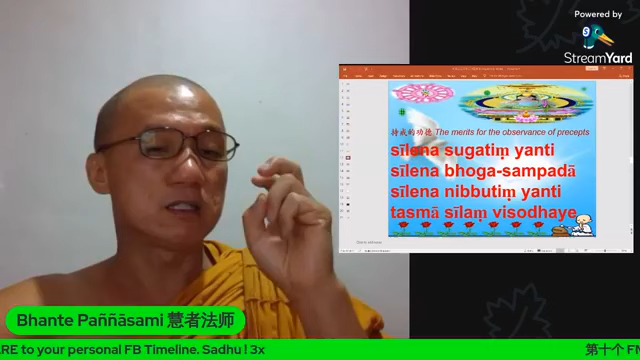 Powered by
StreamYard
持戒的功德 The merits for the observance of precepts
sīlena sugatiṃ yanti
sīlena bhoga-sampadā
sīlena nibbutiṃ yanti
tasmā sīlaṃ visodhaye
Bhante Paññāsami 慧者法师
ARE to your personal FB Timeline. Sadhu ! 3x
第十个 FM